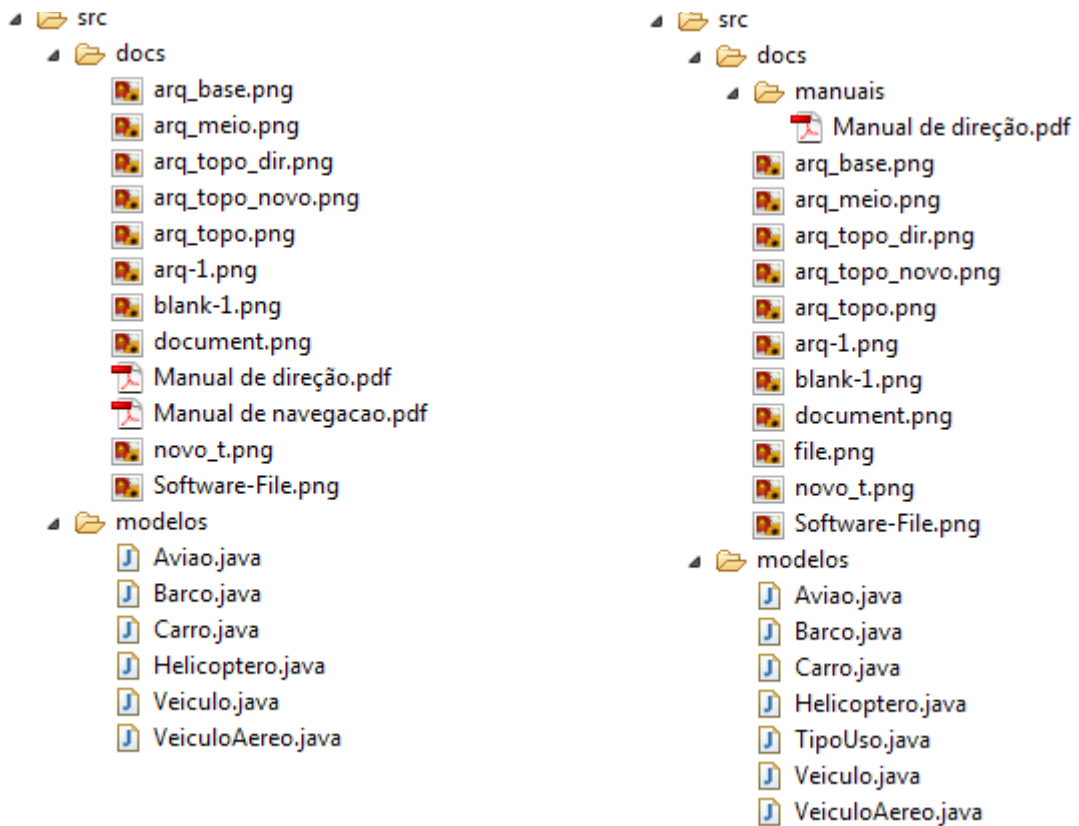 src
docs
arq_base.png
arq_meio.png
arq_topo_dir.png
arq_topo_novo.png
arq_topo.png
arq-1.png
blank-1.png
document.png
Manual de direção.pdf
Manual de navegacao.pdf
novo_t.png
Software-File.png
modelos
Aviao.java
Barco.java
Carro.java
Helicoptero.java
Veiculo.java
VeiculoAereo.java
src
docs
manuais
Manual de direção.pdf
arq_base.png
arq_meio.png
arq_topo_dir.png
arq_topo_novo.png
arq_topo.png
arq-1.png
blank-1.png
document.png
file.png
novo_t.png
Software-File.png
modelos
Aviao.java
Barco.java
Carro.java
Helicoptero.java
TipoUso.java
Veiculo.java
VeiculoAereo.java